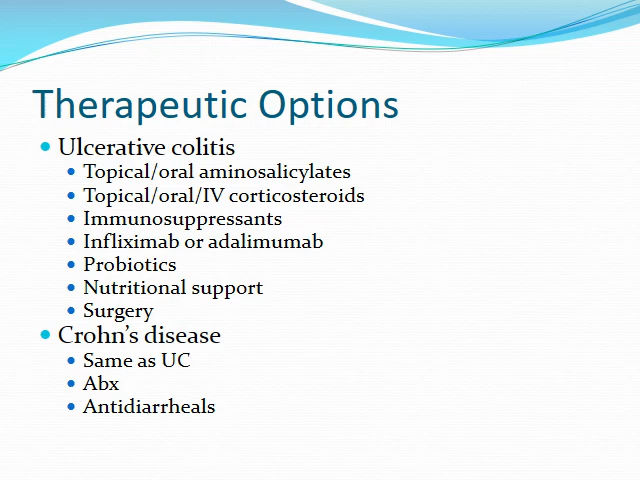 Therapeutic Options
• Ulcerative colitis
• Topical/oral aminosalicylates
• Topical/oral/IV corticosteroids
• Immunosuppressants
• Infliximab or adalimumab
• Probiotics
• Nutritional support
• Surgery
• Crohn’s disease
• Same as UC
• Abx
• Antidiarrheals